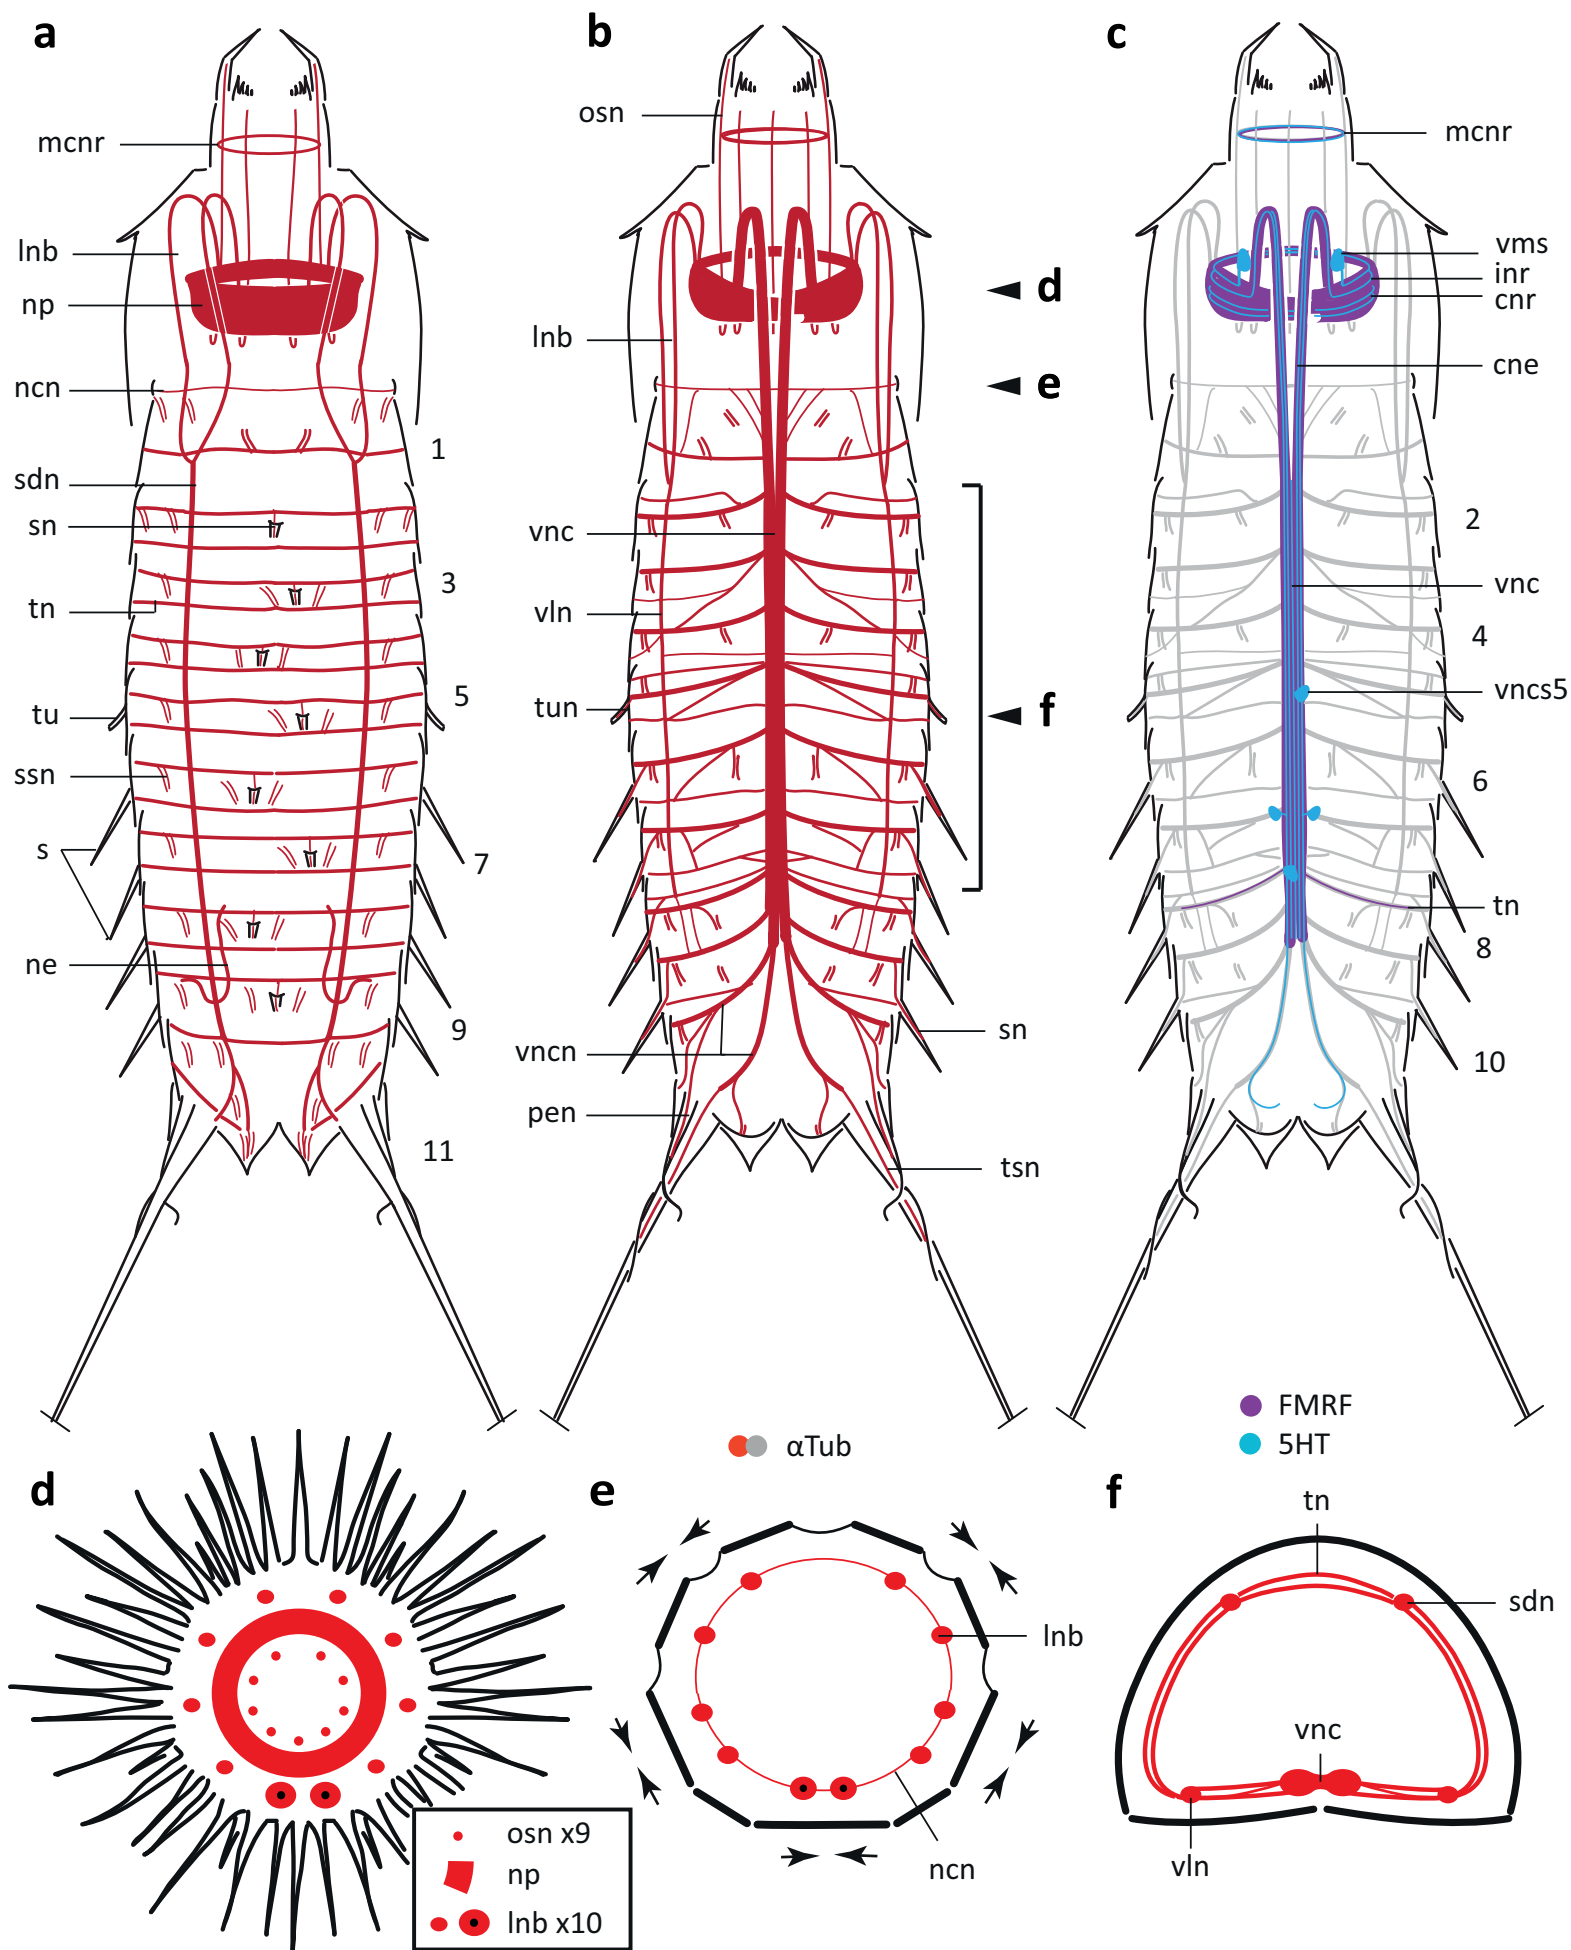 a
mcnr
lnb
np
ncn
sdn
sn
tn
tu
ssn
s
ne
1
3
5
7
9
11
b
osn
lnb
vnc
vln
tun
vncn
pen
sn
tsn
d
e
f
αTub
c
mcnr
vms
inr
cnr
cne
2
vnc
4
vncs5
6
tn
8
10
FMRF
5HT
d
osn x9
np
lnb x10
e
lnb
ncn
f
tn
sdn
vnc
vln